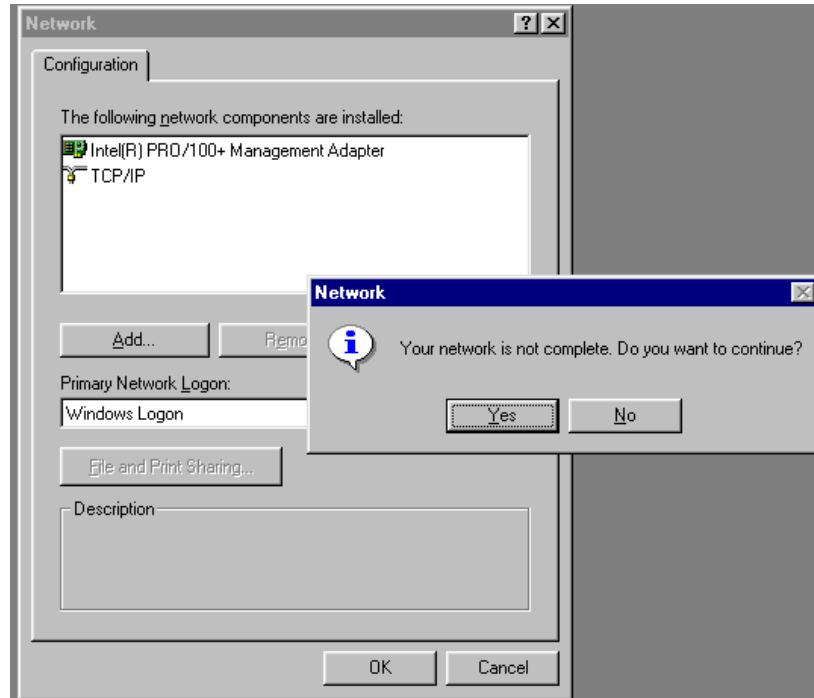 Network
Configuration
The following network components are installed:
Intel(R) PRO/100+ Management Adapter
TCP/IP
Add...
Primary Network Logon:
Windows Logon
File and Print Sharing...
Description
OK Cancel
Network
Your network is not complete. Do you want to continue?
Yes No